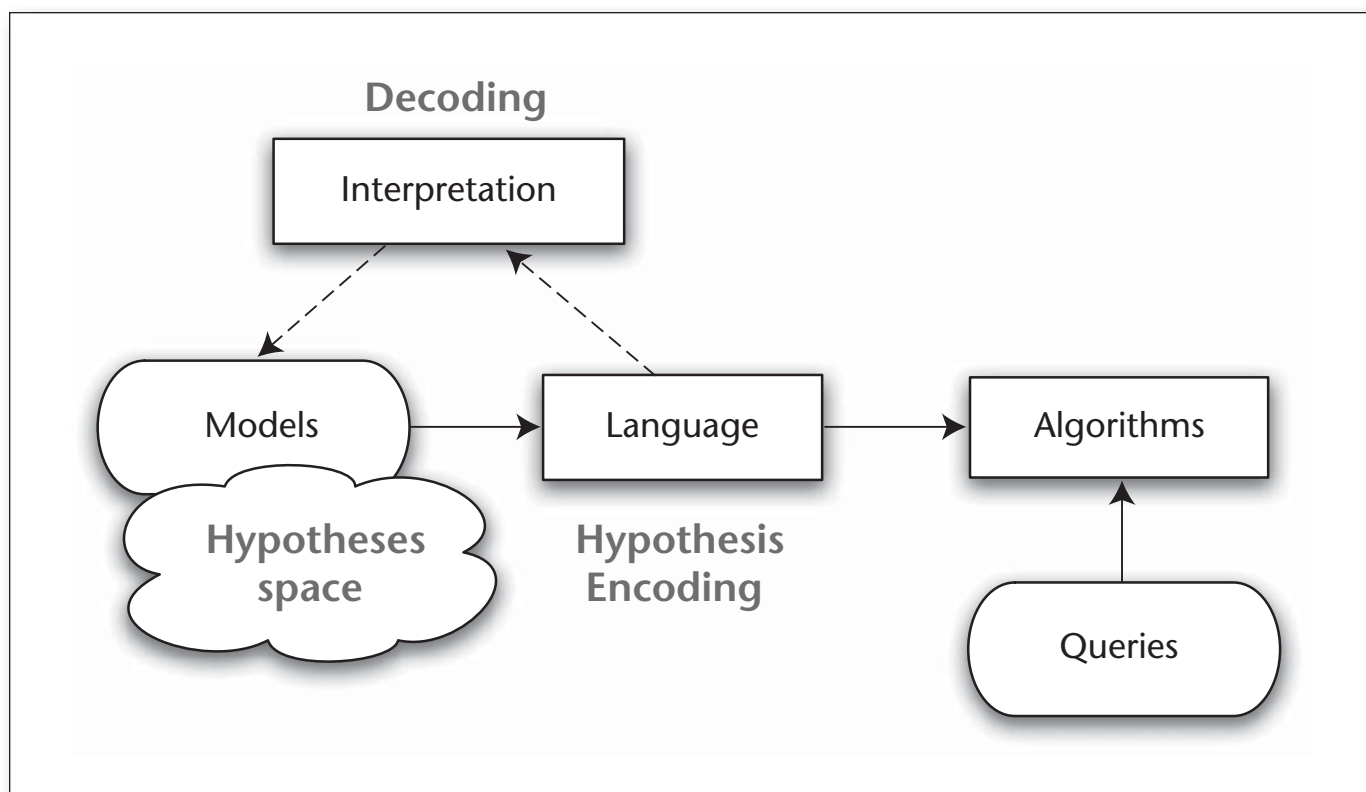 Decoding
Interpretation
Models
Language
Algorithms
Hypotheses
space
Hypothesis
Encoding
Queries